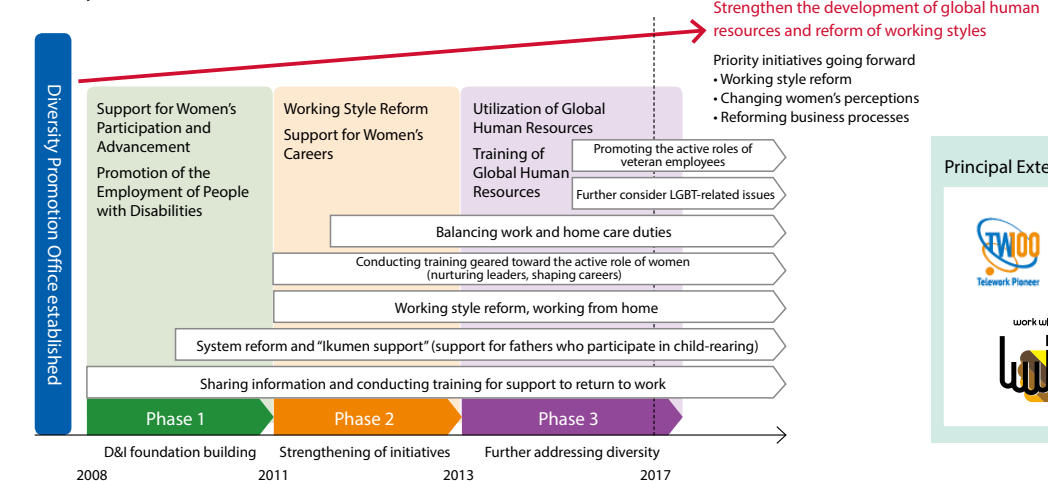 Strengthen the development of global human
resources and reform of working styles
Priority initiatives going forward
• Working style reform
• Changing women's perceptions
• Reforming business processes
Diversity Promotion Office established
Support for Women's
Participation and
Advancement
Promotion of the
Employment of People
with Disabilities
Working Style Reform
Support for Women's
Careers
Utilization of Global
Human Resources
Training of
Global Human
Resources
Promoting the active roles of
veteran employees
Further consider LGBT-related issues
Balancing work and home care duties
Conducting training geared toward the active role of women
(nurturing leaders, shaping careers)
Working style reform, working from home
System reform and "Ikumen support" (support for fathers who participate in child-rearing)
Sharing information and conducting training for support to return to work
Phase 1
Phase 2
Phase 3
D&I foundation building
Strengthening of initiatives
Further addressing diversity
2008
2011
2013
2017
Principal
TW100
Telework Pioneer
work